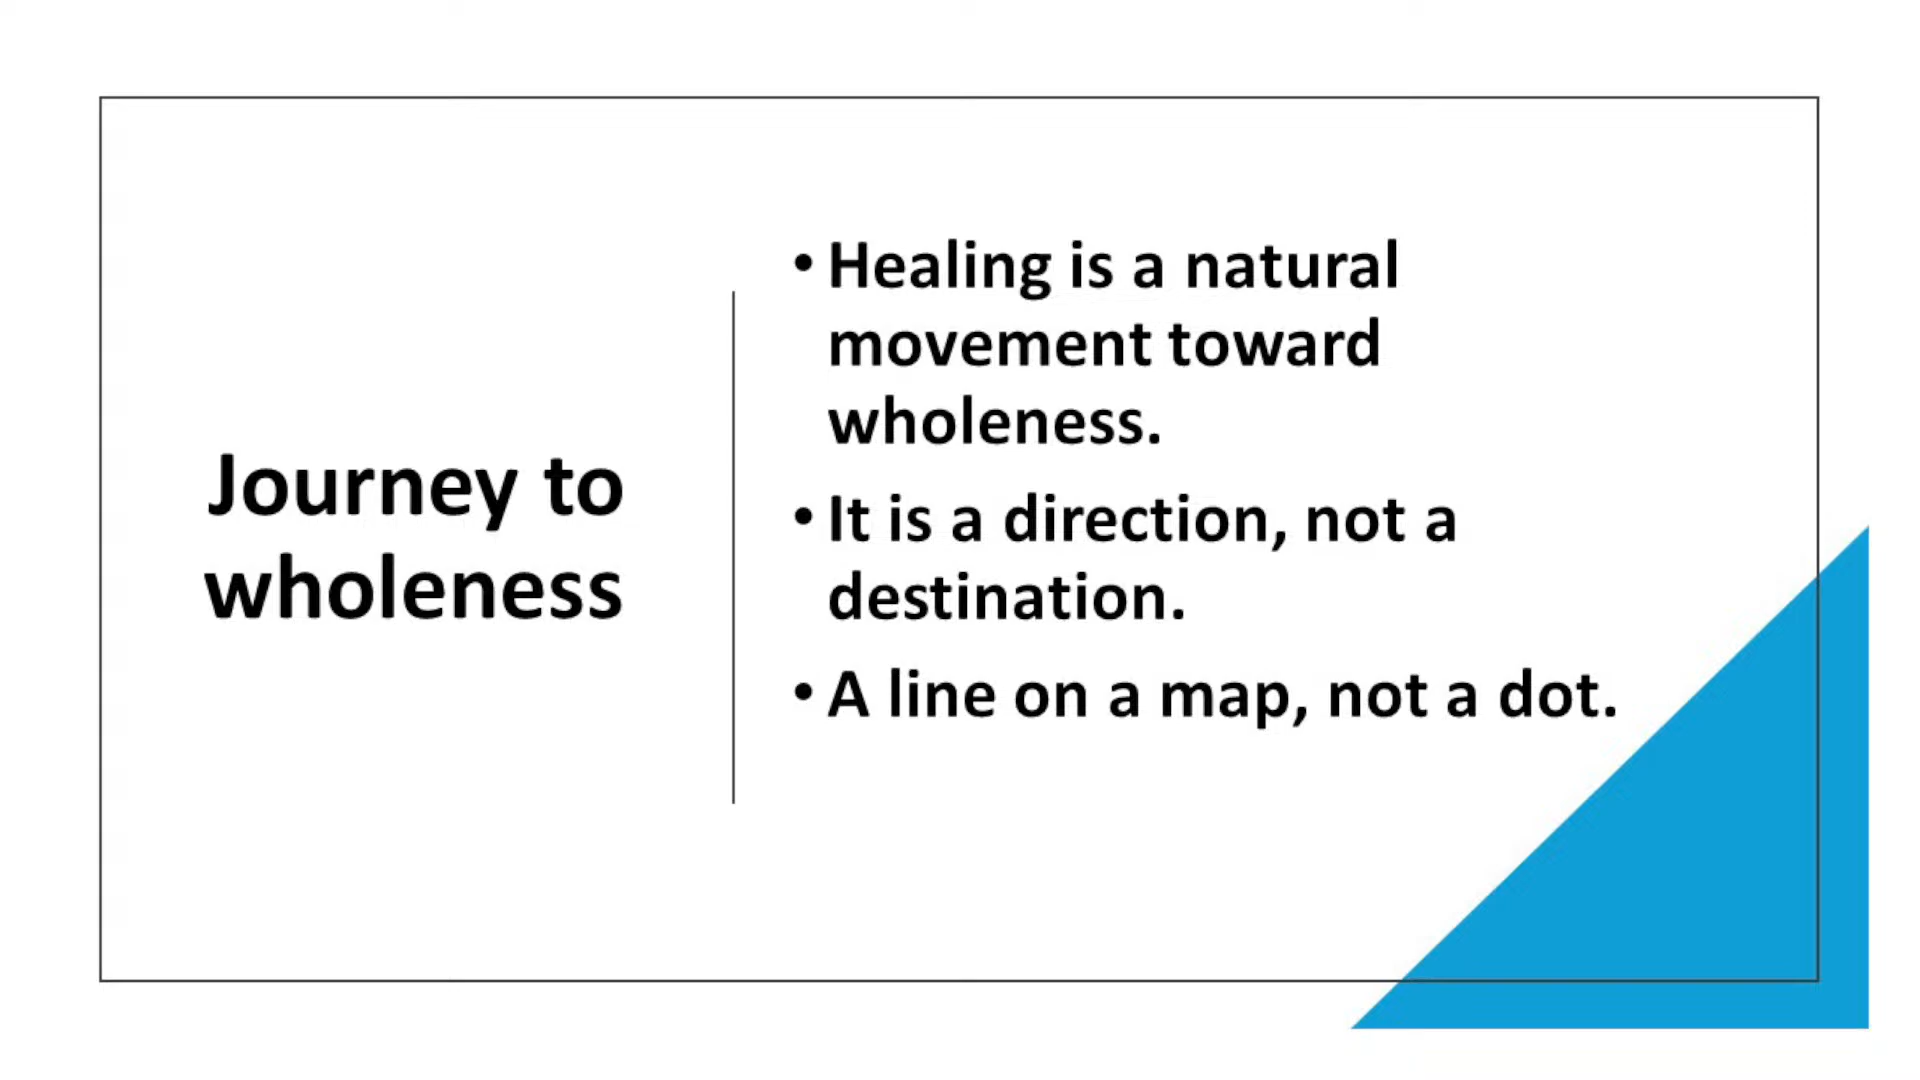 Journey to
wholeness
• Healing is a natural
movement toward
wholeness.
• It is a direction, not a
destination.
• A line on a map, not a dot.